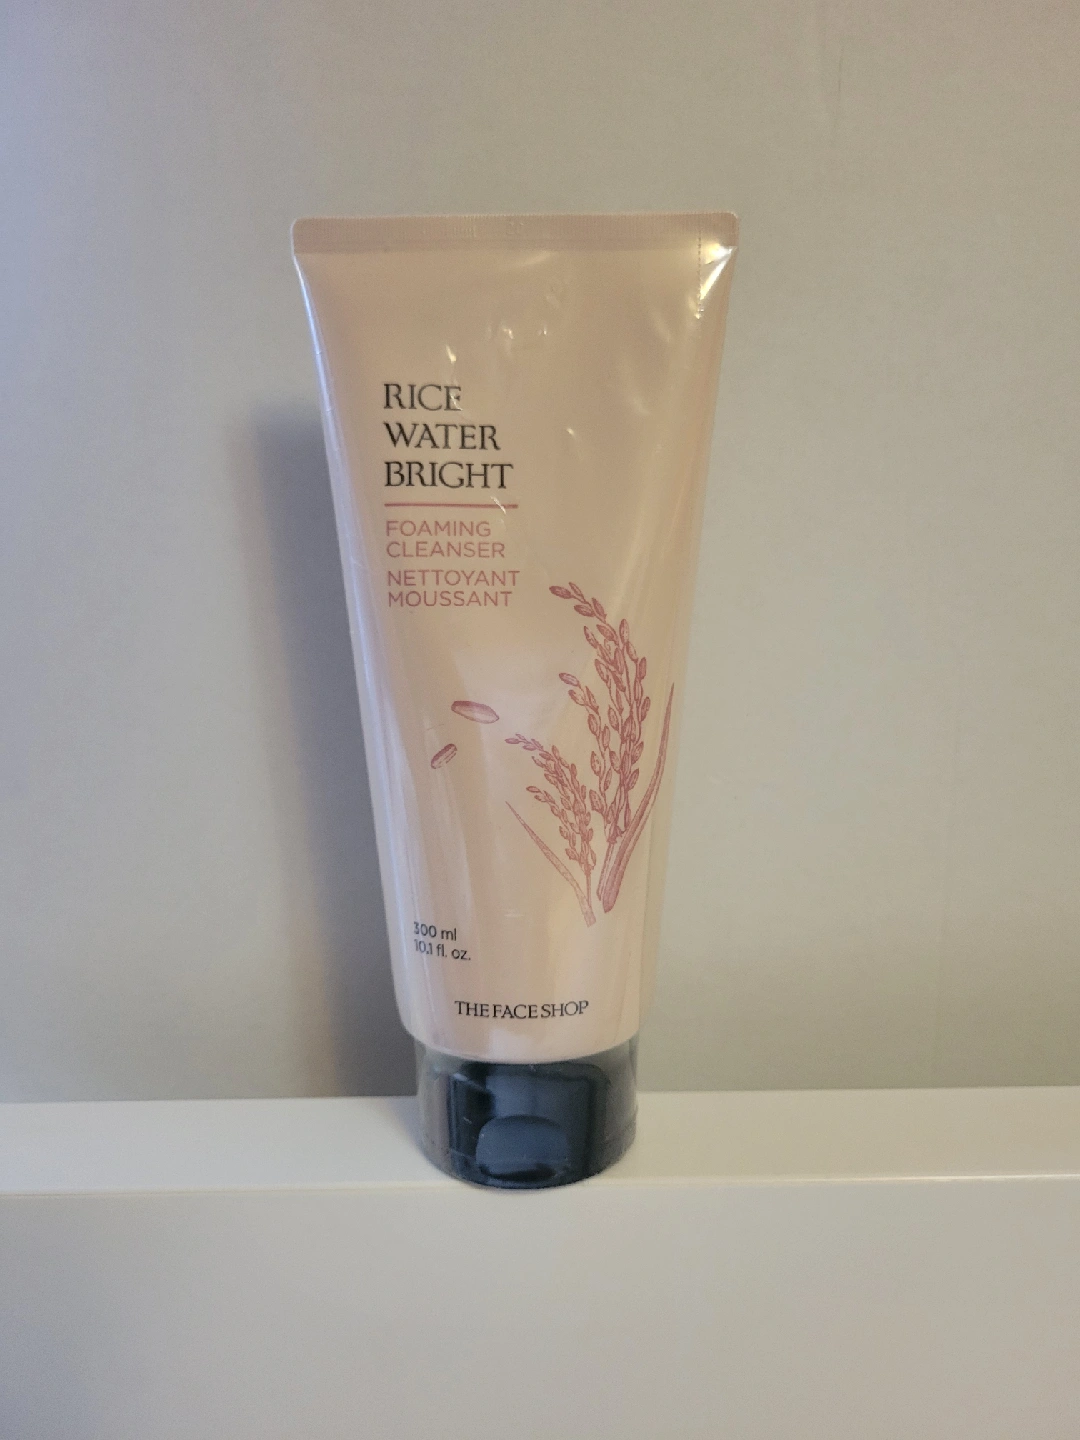 RICE
WATER
BRIGHT
FOAMING
CLEANSER
NETTOYANT
MOUSSANT
300 ml
10.1 fl. oz.
THE FACE SHOP